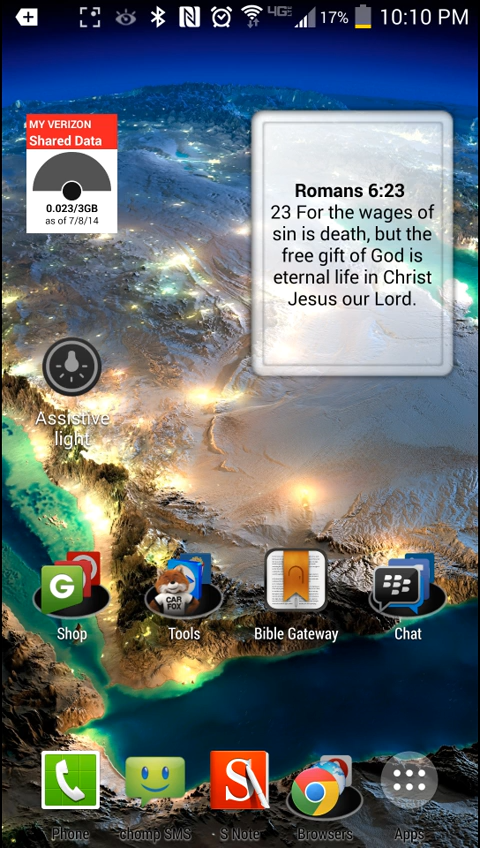 4G LTE 17% 10:10 PM
MY VERIZON
Shared Data
0.023/3GB
as of 7/8/14
Romans 6:23
23 For the wages of
sin is death, but the
free gift of God is
eternal life in Christ
Jesus our Lord.
Assistive
light
G
CAR
FOX
Shop
Tools
Bible Gateway
Chat
S
Phone
chomp SMS
S Note
Browsers
Apps